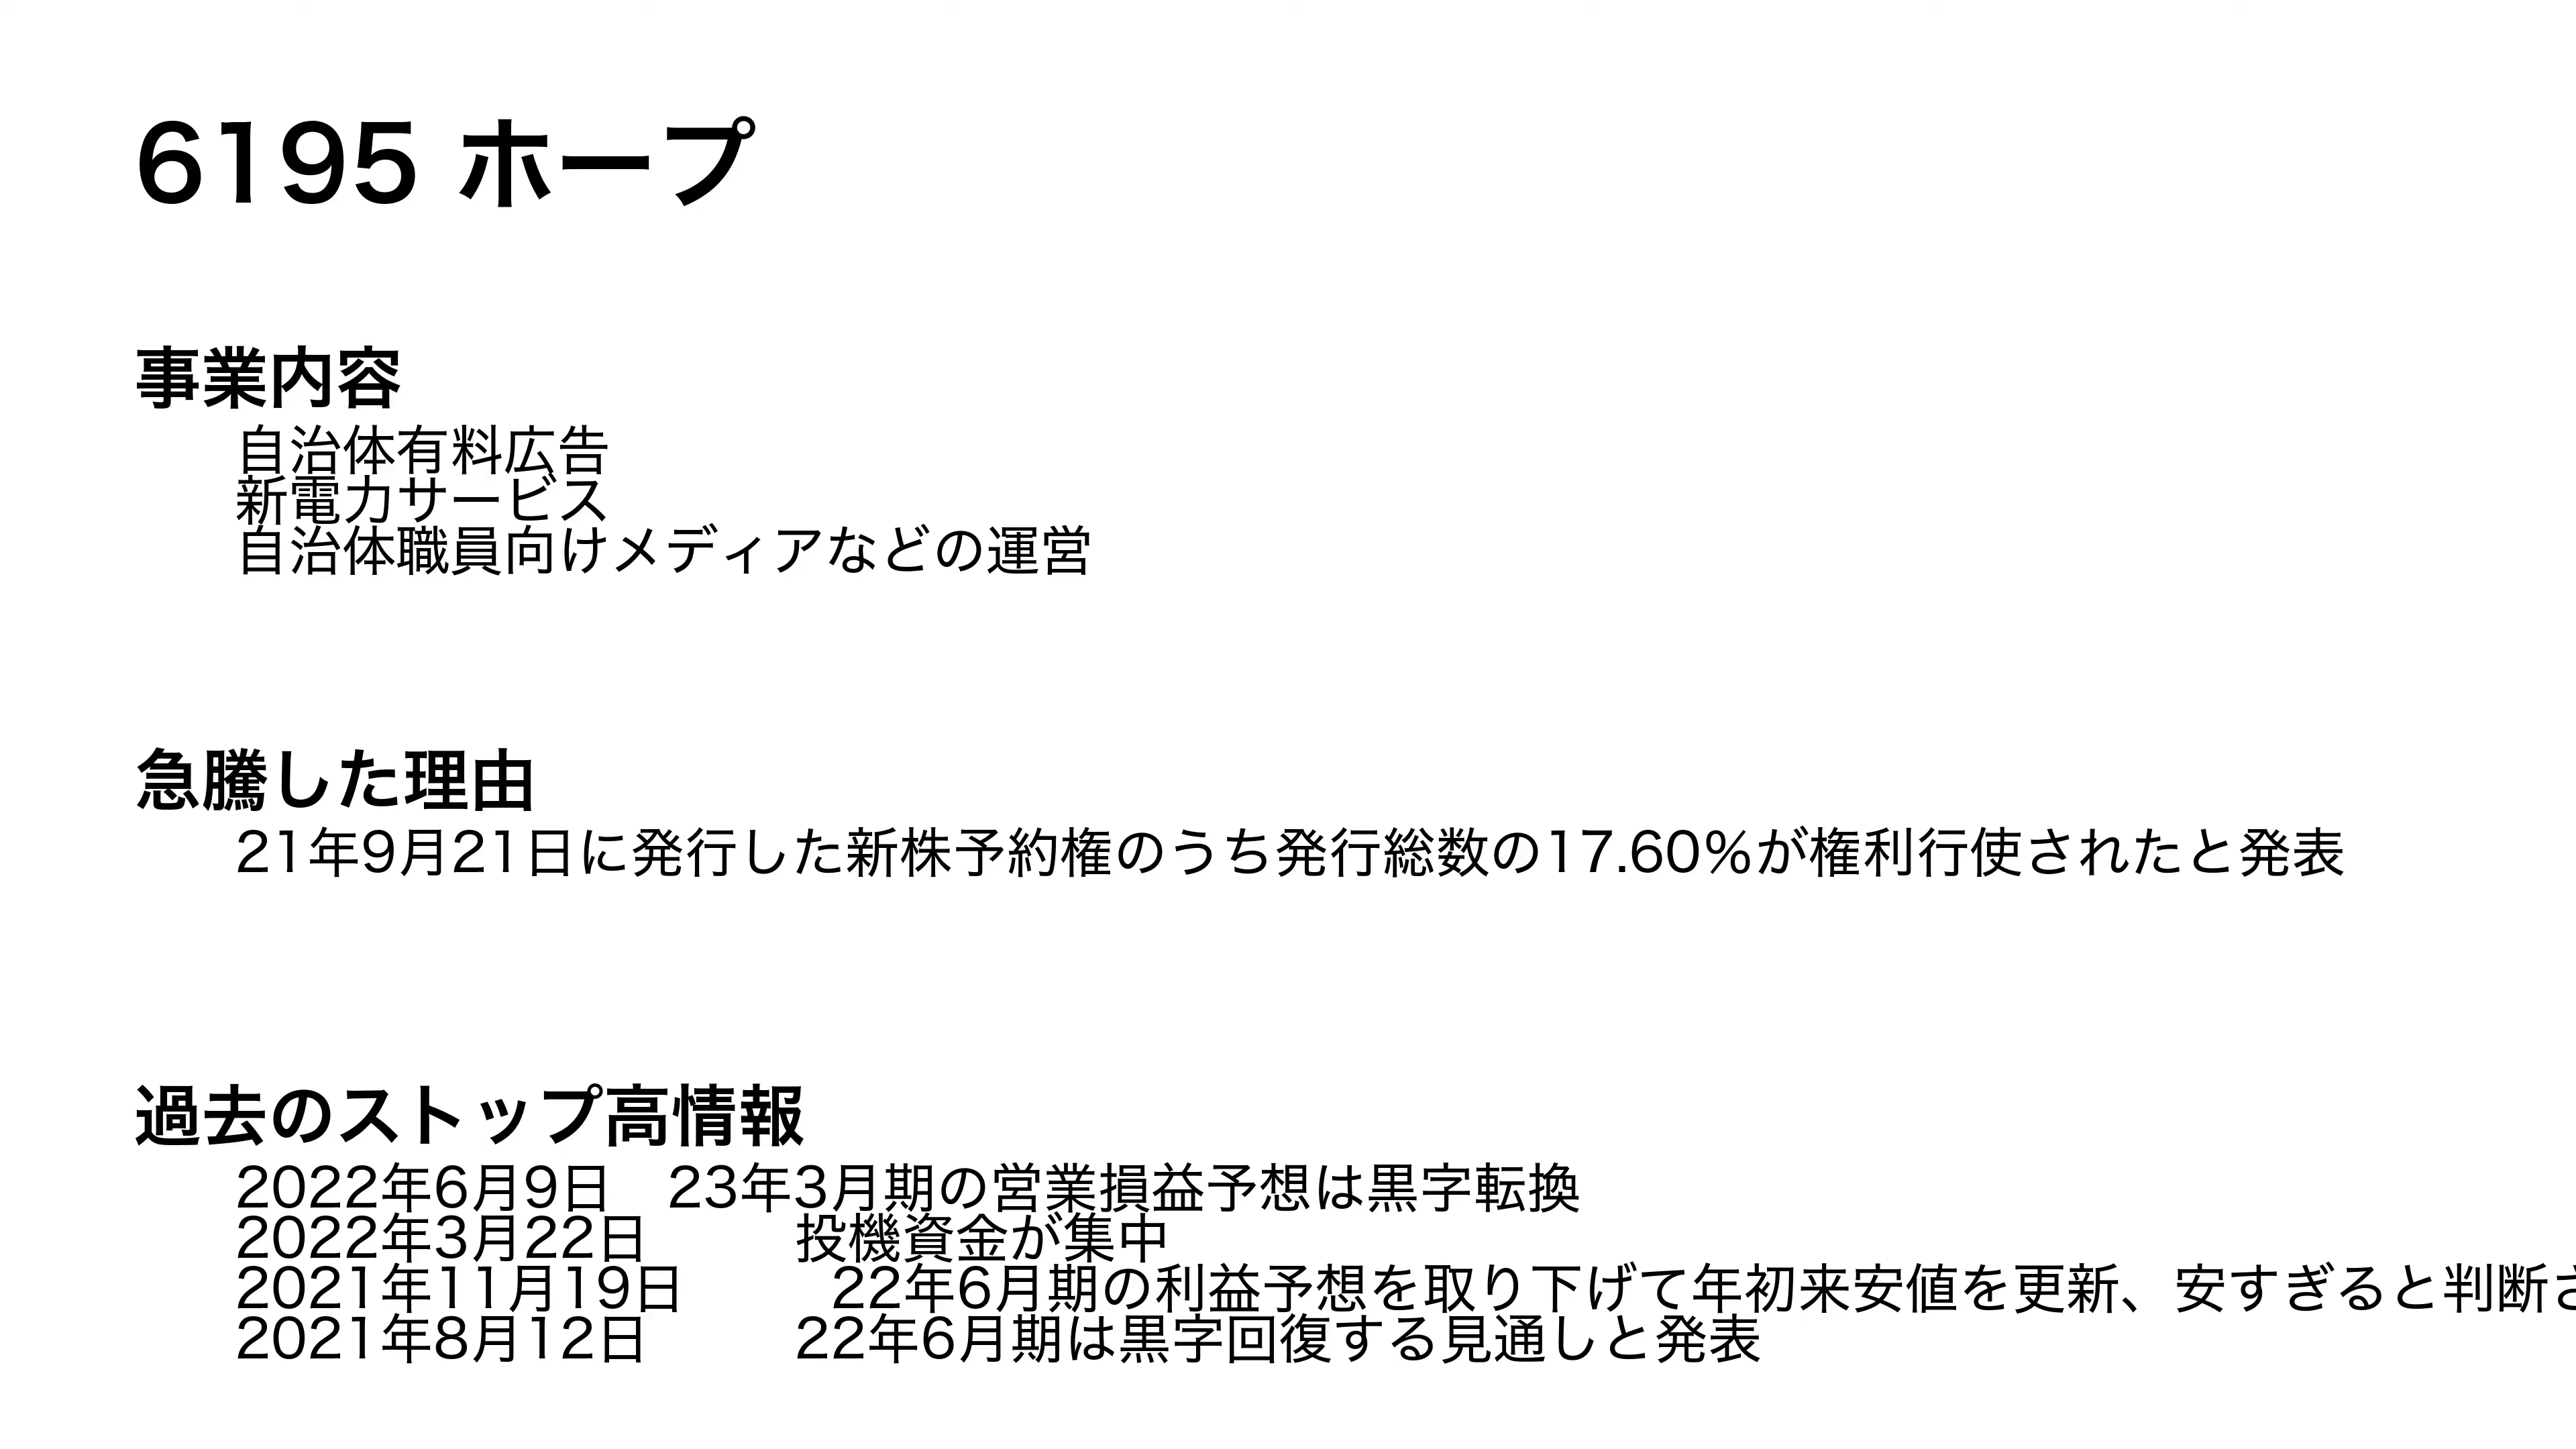 6195 ホープ
事業内容
自治体有料広告
新電力サービス
自治体職員向けメディアなどの運営
急騰した理由
21年9月21日に発行した新株予約権のうち発行総数の17.60%が権利行使されたと発表
過去のストップ高情報
2022年6月9日　23年3月期の営業損益予想は黒字転換
2022年3月22日　投機資金が集中
2021年11月19日　22年6月期の利益予想を取り下げて年初来安値を更新、安すぎると判断
2021年8月12日　22年6月期は黒字回復する見通しと発表